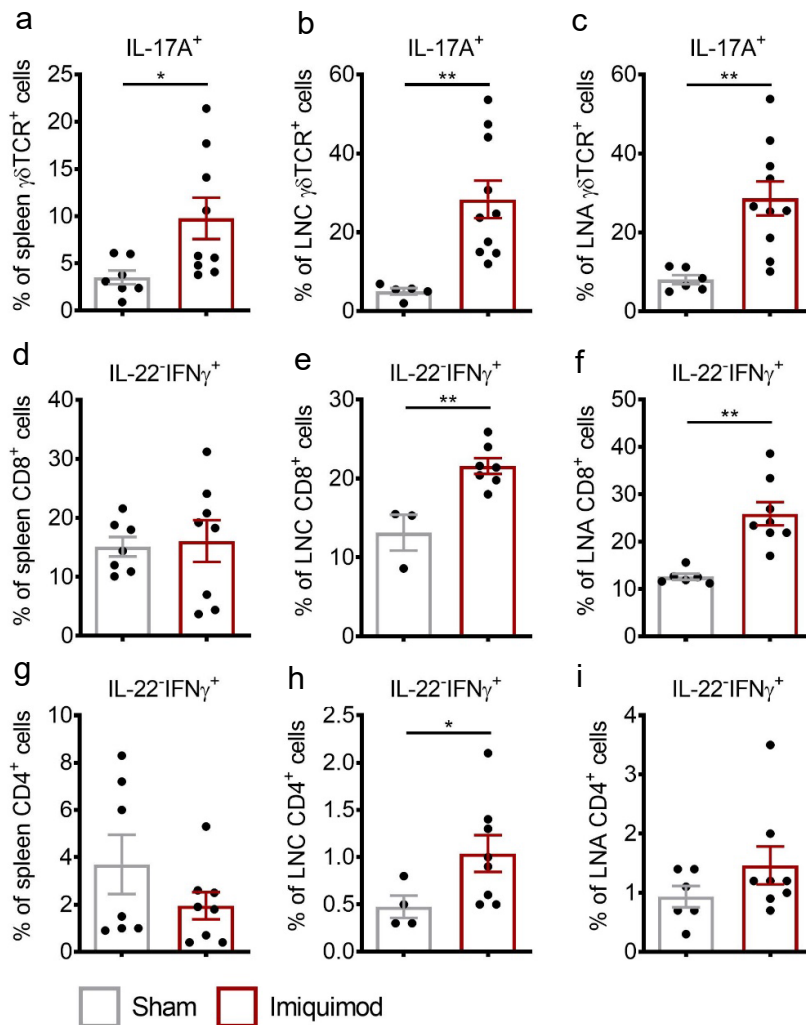 a
IL-17A⁺
% of spleen γδTCR⁺ cells
25
20
15
10
5
0
*
b
IL-17A⁺
% of LNC γδTCR⁺ cells
60
40
20
0
**
c
IL-17A⁺
% of LNA γδTCR⁺ cells
60
40
20
0
**
d
IL-22⁻IFNγ⁺
% of spleen CD8⁺ cells
40
30
20
10
0
e
IL-22⁻IFNγ⁺
% of LNC CD8⁺ cells
30
20
10
0
**
f
IL-22⁻IFNγ⁺
% of LNA CD8⁺ cells
50
40
30
20
10
0
**
g
IL-22⁻IFNγ⁺
% of spleen CD4⁺ cells
10
8
6
4
2
0
h
IL-22⁻IFNγ⁺
% of LNC CD4⁺ cells
2.5
2.0
1.5
1.0
0.5
0.0
*
i
IL-22⁻IFNγ⁺
% of LNA CD4⁺ cells
4
3
2
1
0
Sham
Imiquimod